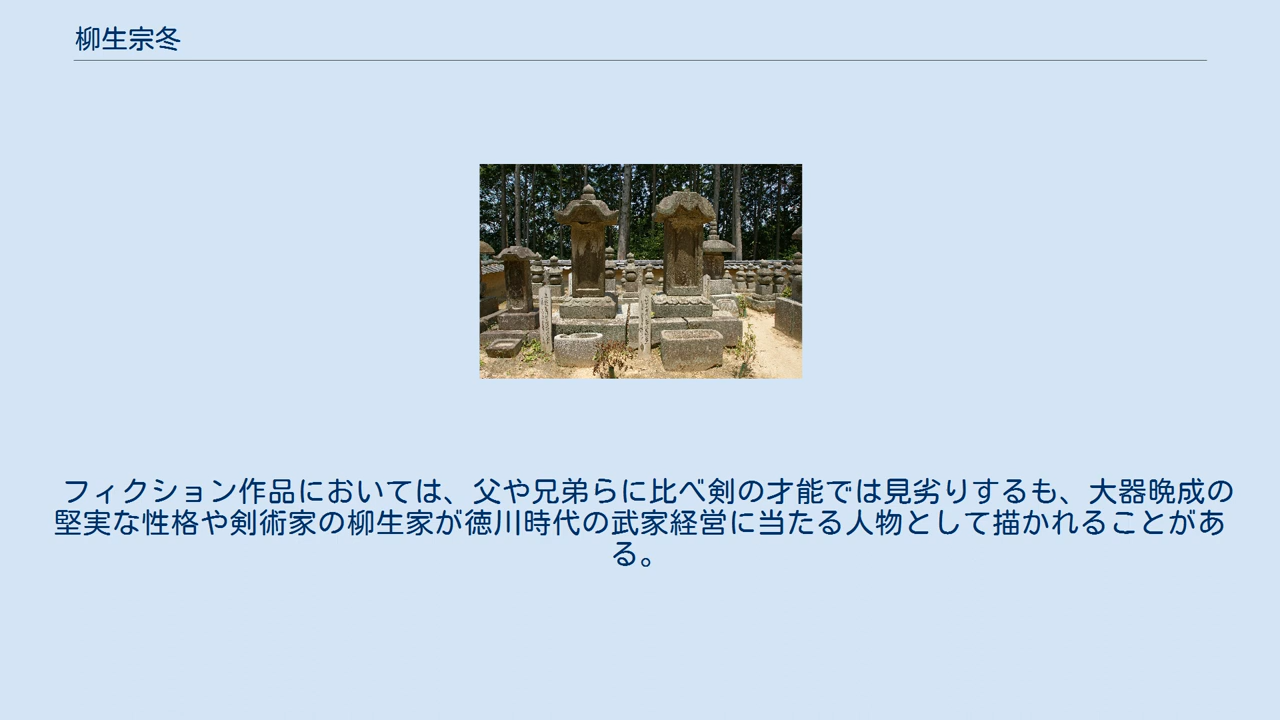 柳生宗冬
フィクション作品においては、父や兄弟らに比べ剣の才能では見劣りするも、大器晩成の
堅実な性格や剣術家の柳生家が徳川時代の武家経営に当たる人物として描かれることがあ
る。